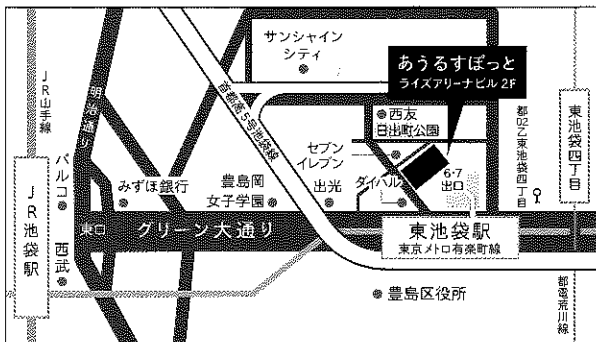 サンシャイン
シティ
あうるすぽっと
ライズアリーナビル2F
JR山手線
明治通り
首都高5号池袋線
西友
日出町公園
都02乙東池袋四丁目
東池袋四丁目
セブン
イレブン
ダイハツ
6・7
出口
パルコ
みずほ銀行
豊島岡
女子学園
出光
JR池袋駅
東口
グリーン大通り
東池袋駅
東京メトロ有楽町線
西武
豊島区役所
都電荒川線